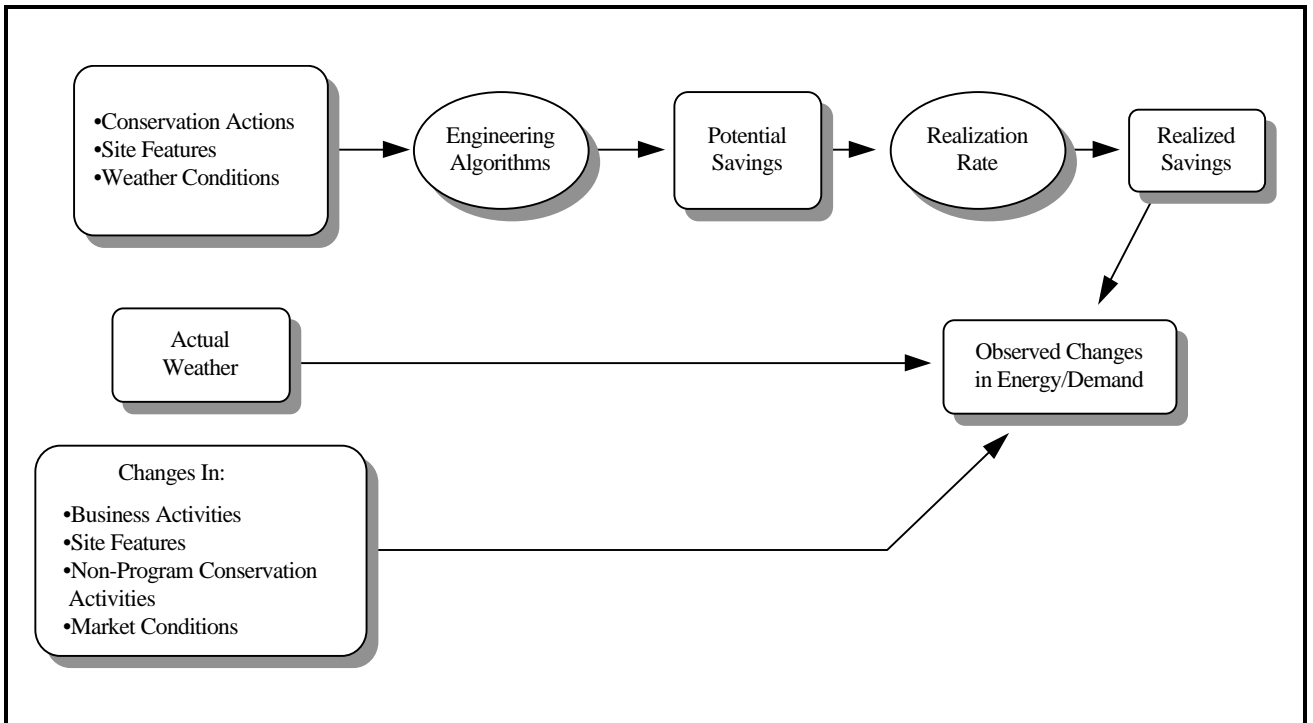 •Conservation Actions
•Site Features
•Weather Conditions
Engineering
Algorithms
Potential
Savings
Realization
Rate
Realized
Savings
Actual
Weather
Observed Changes
in Energy/Demand
Changes In:
•Business Activities
•Site Features
•Non-Program Conservation
Activities
•Market Conditions